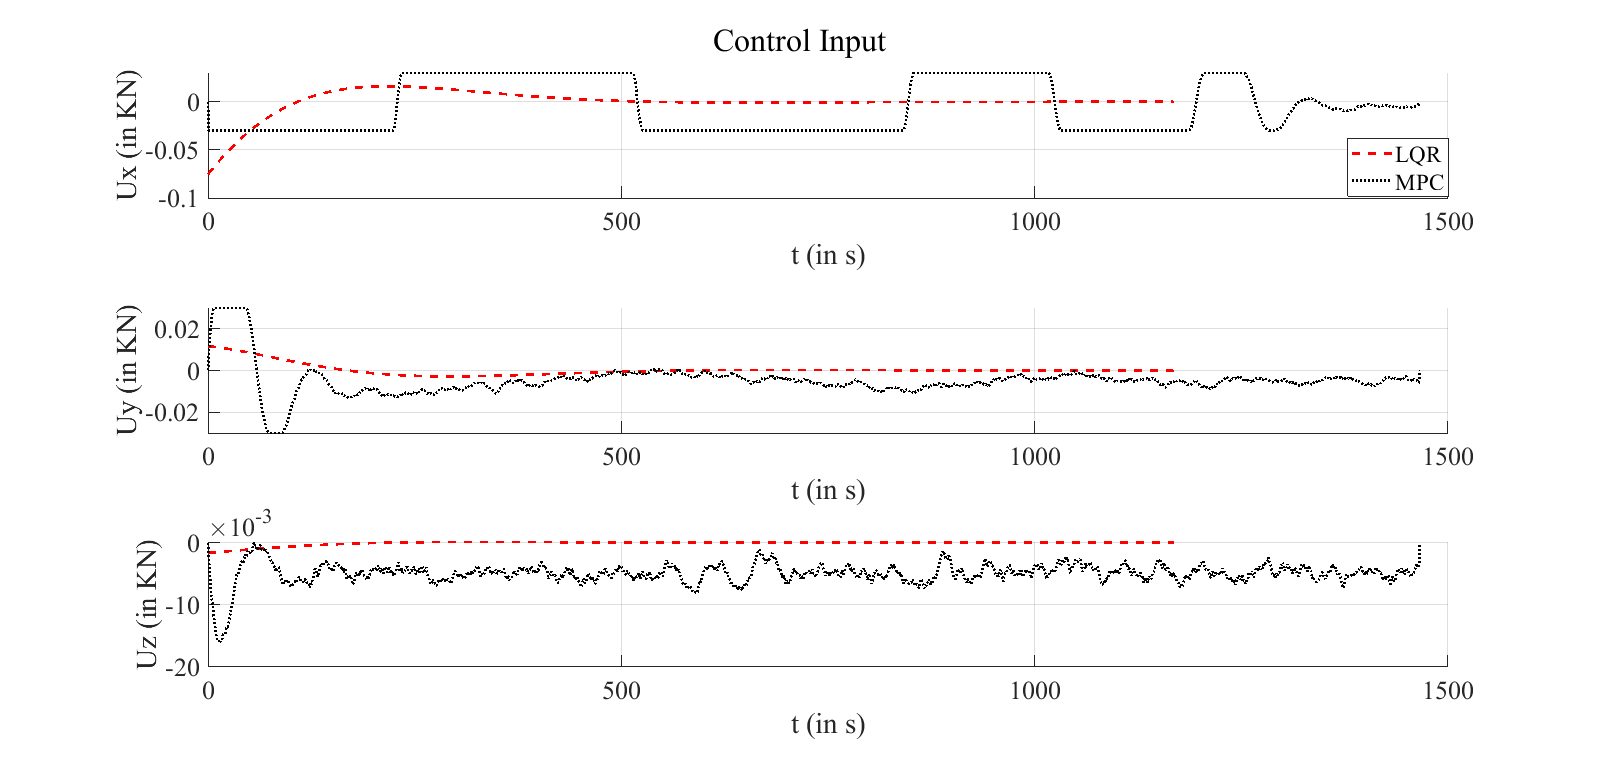 Control Input
Ux (in KN)
0
-0.05
-0.1
0 500 1000 1500
t (in s)
LQR
MPC
Uy (in KN)
0.02
0
-0.02
0 500 1000 1500
t (in s)
×10-3
Uz (in KN)
0
-10
-20
0 500 1000 1500
t (in s)